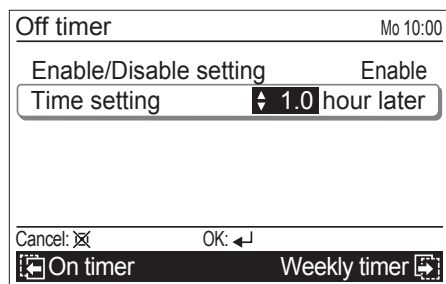 Off timer Mo 10:00
Enable/Disable setting Enable
Time setting 1.0 hour later
Cancel: OK:
On timer Weekly timer